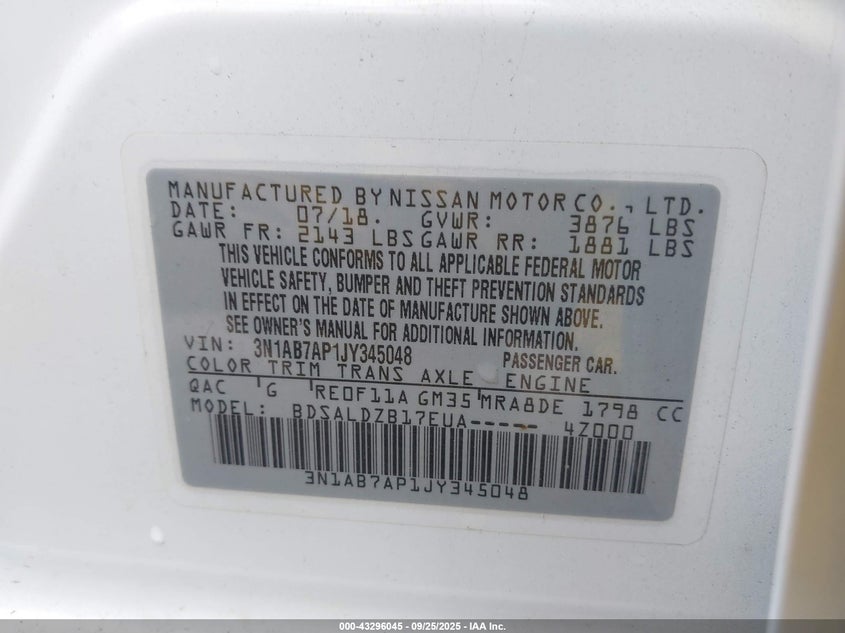 MANUFACTURED BY NISSAN MOTOR CO., LTD.
DATE: 07/18. GVWR: 3876 LBS
GAWR FR: 2143 LBS GAWR RR: 1881 LBS
THIS VEHICLE CONFORMS TO ALL APPLICABLE FEDERAL MOTOR
VEHICLE SAFETY, BUMPER AND THEFT PREVENTION STANDARDS
IN EFFECT ON THE DATE OF MANUFACTURE SHOWN ABOVE.
SEE OWNER'S MANUAL FOR ADDITIONAL INFORMATION.
VIN: 3N1AB7AP1JY345048 PASSENGER CAR.
COLOR TRIM TRANS AXLE ENGINE
QAC G RE0F11A GM35 MRA8DE 1798 CC
MODEL: BDSALDZB17EUA----- 4Z000
3N1AB7AP1JY345048
000-43296045 - 09/25/2025 - IAA Inc.